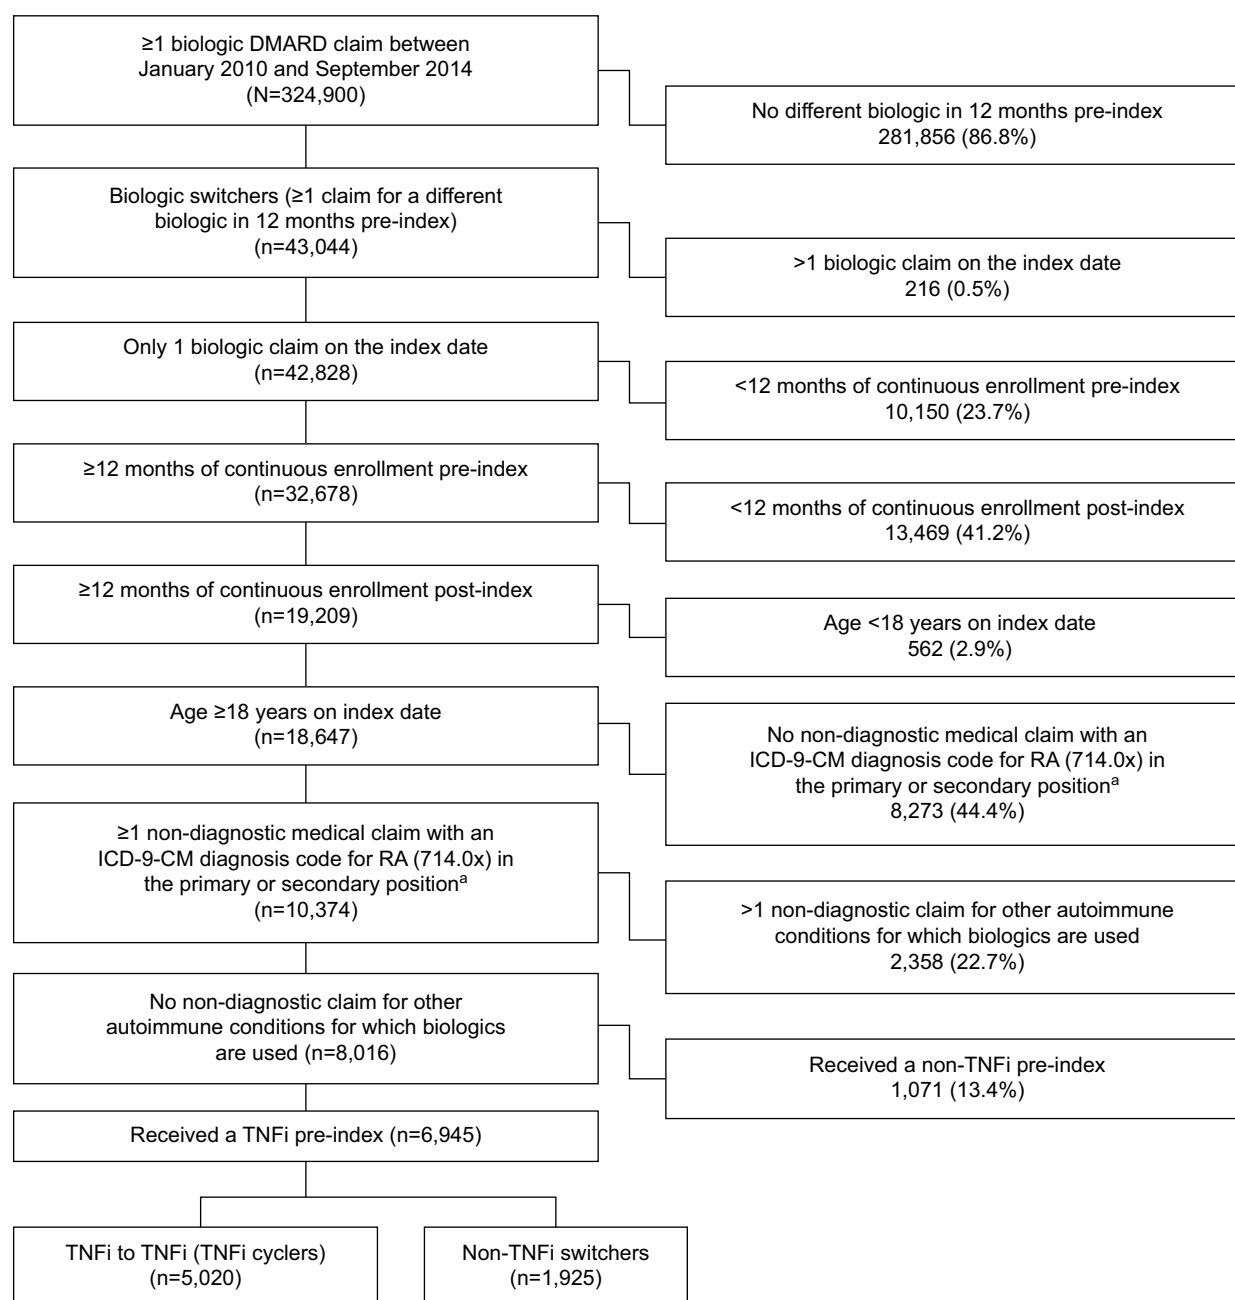 ≥1 biologic DMARD claim between
January 2010 and September 2014
(N=324,900)
No different biologic in 12 months pre-index
281,856 (86.8%)
Biologic switchers (≥1 claim for a different
biologic in 12 months pre-index)
(n=43,044)
>1 biologic claim on the index date
216 (0.5%)
Only 1 biologic claim on the index date
(n=42,828)
<12 months of continuous enrollment pre-index
10,150 (23.7%)
≥12 months of continuous enrollment pre-index
(n=32,678)
<12 months of continuous enrollment post-index
13,469 (41.2%)
≥12 months of continuous enrollment post-index
(n=19,209)
Age <18 years on index date
562 (2.9%)
Age ≥18 years on index date
(n=18,647)
No non-diagnostic medical claim with an
ICD-9-CM diagnosis code for RA (714.0x) in
the primary or secondary positionª
8,273 (44.4%)
≥1 non-diagnostic medical claim with an
ICD-9-CM diagnosis code for RA (714.0x) in
the primary or secondary positionª
(n=10,374)
>1 non-diagnostic claim for other autoimmune
conditions for which biologics are used
2,358 (22.7%)
No non-diagnostic claim for other
autoimmune conditions for which biologics
are used (n=8,016)
Received a non-TNFi pre-index
1,071 (13.4%)
Received a TNFi pre-index (n=6,945)
TNFi to TNFi (TNFi cyclers)
(n=5,020)
Non-TNFi switchers
(n=1,925)